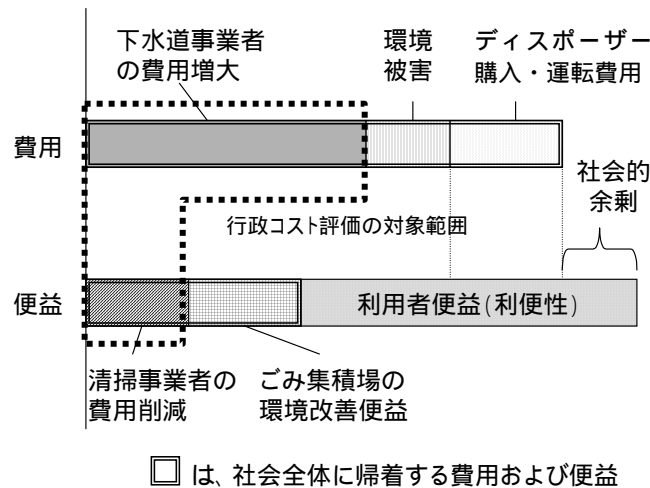 下水道事業者
の費用増大
環境
被害
ディスポーザー
購入・運転費用
費用
社会的
余剰
行政コスト評価の対象範囲
便益
利用者便益(利便性)
清掃事業者の
費用削減
ごみ集積場の
環境改善便益
は、社会全体に帰着する費用および便益